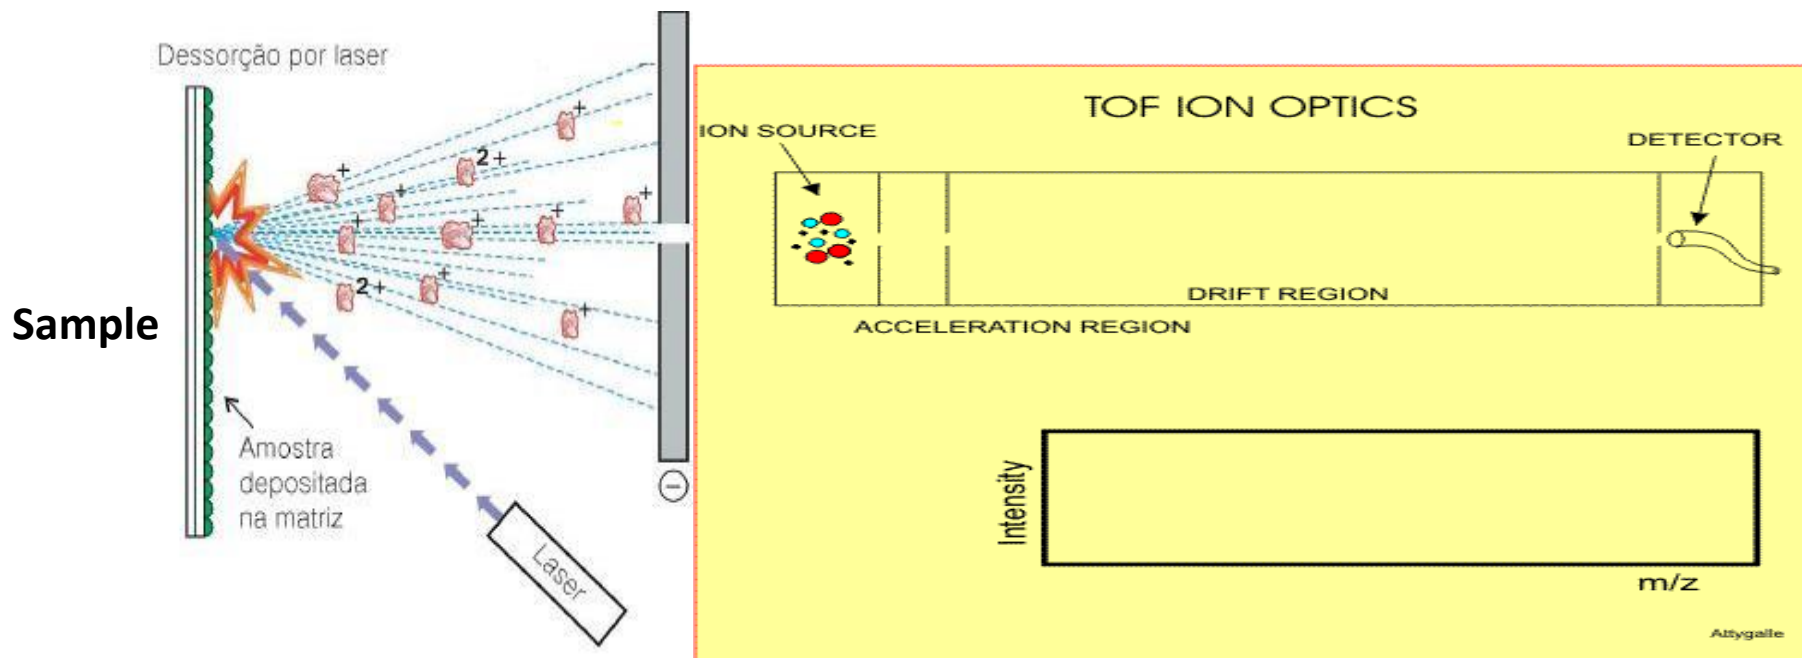 Dessorção por laser
+
+
2+
+
+
+
+
+
+
2+
+
+
Sample
Amostra
depositada
na matriz
Laser
−
TOF ION OPTICS
ION SOURCE
DETECTOR
DRIFT REGION
ACCELERATION REGION
Intensity
m/z
Attygalle